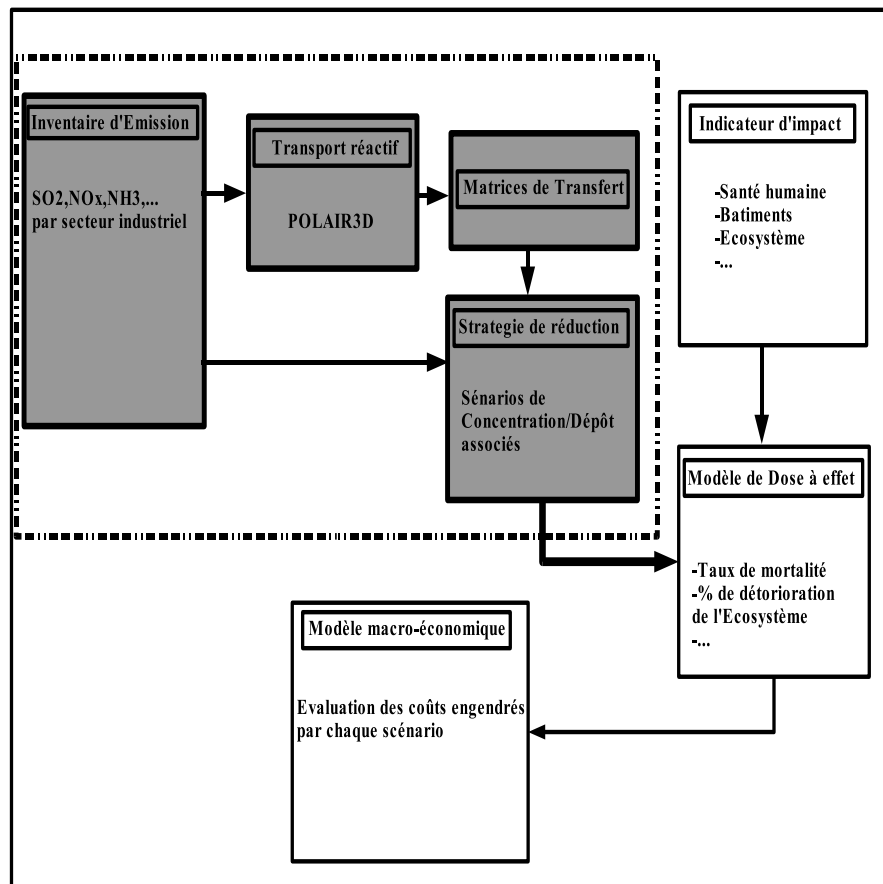 Inventaire d'Emission
SO2,NOx,NH3,...
par secteur industriel
Transport réactif
POLAIR3D
Matrices de Transfert
Strategie de réduction
Sénarios de
Concentration/Dépôt
associés
Indicateur d'impact
-Santé humaine
-Batiments
-Ecosystème
-...
Modèle de Dose à effet
-Taux de mortalité
-% de détorioration
de l'Ecosystème
-...
Modèle macro-économique
Evaluation des coûts engendrés
par chaque scénario